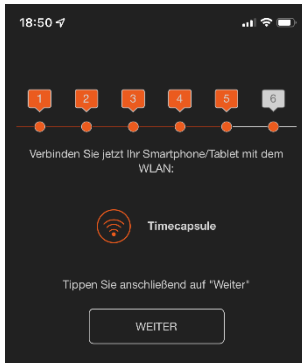 18:50
1 2 3 4 5 6
Verbinden Sie jetzt Ihr Smartphone/Tablet mit dem
WLAN:
Timecapsule
Tippen Sie anschließend auf "Weiter"
WEITER